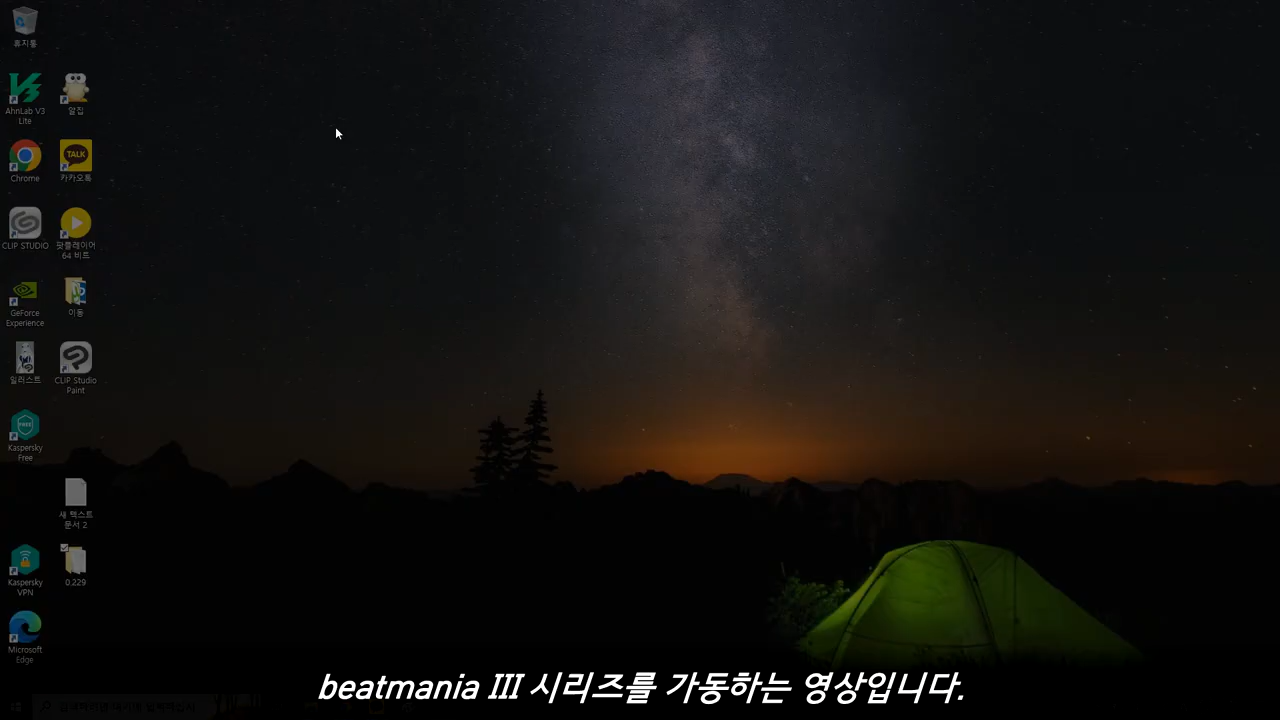 휴지통
AhnLab V3
Lite
알집
Chrome
TALK
카카오톡
CLIP STUDIO
팟플레이어
64 비트
GeForce
Experience
이동
일러스트
CLIP Studio
Paint
FREE
Kaspersky
Free
새 텍스트
문서 2
Kaspersky
VPN
0.229
Microsoft
Edge
beatmania III 시리즈를 가동하는 영상입니다.